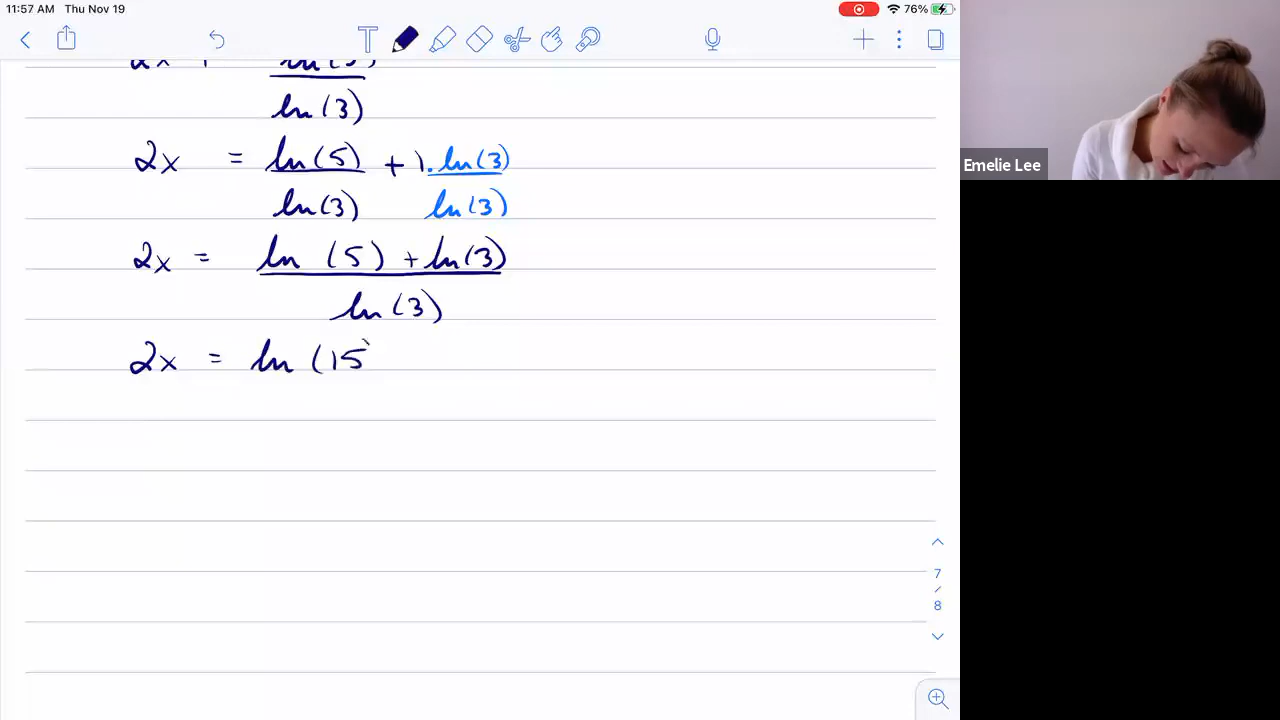 11:57 AM Thu Nov 19
76%
ln(3)
2x = ln(5) + 1 · ln(3)
ln(3) ln(3)
2x = ln (5) + ln(3)
ln(3)
2x = ln (15
Emelie Lee
7
/
8